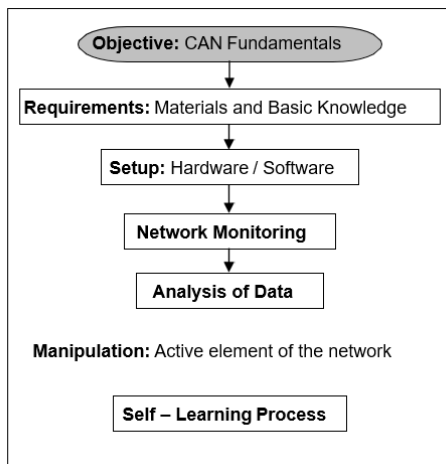 Objective: CAN Fundamentals
Requirements: Materials and Basic Knowledge
Setup: Hardware / Software
Network Monitoring
Analysis of Data
Manipulation: Active element of the network
Self – Learning Process